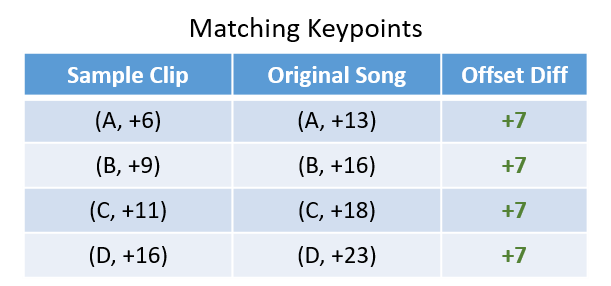 Matching Keypoints
Sample Clip Original Song Offset Diff
(A, +6) (A, +13) +7
(B, +9) (B, +16) +7
(C, +11) (C, +18) +7
(D, +16) (D, +23) +7